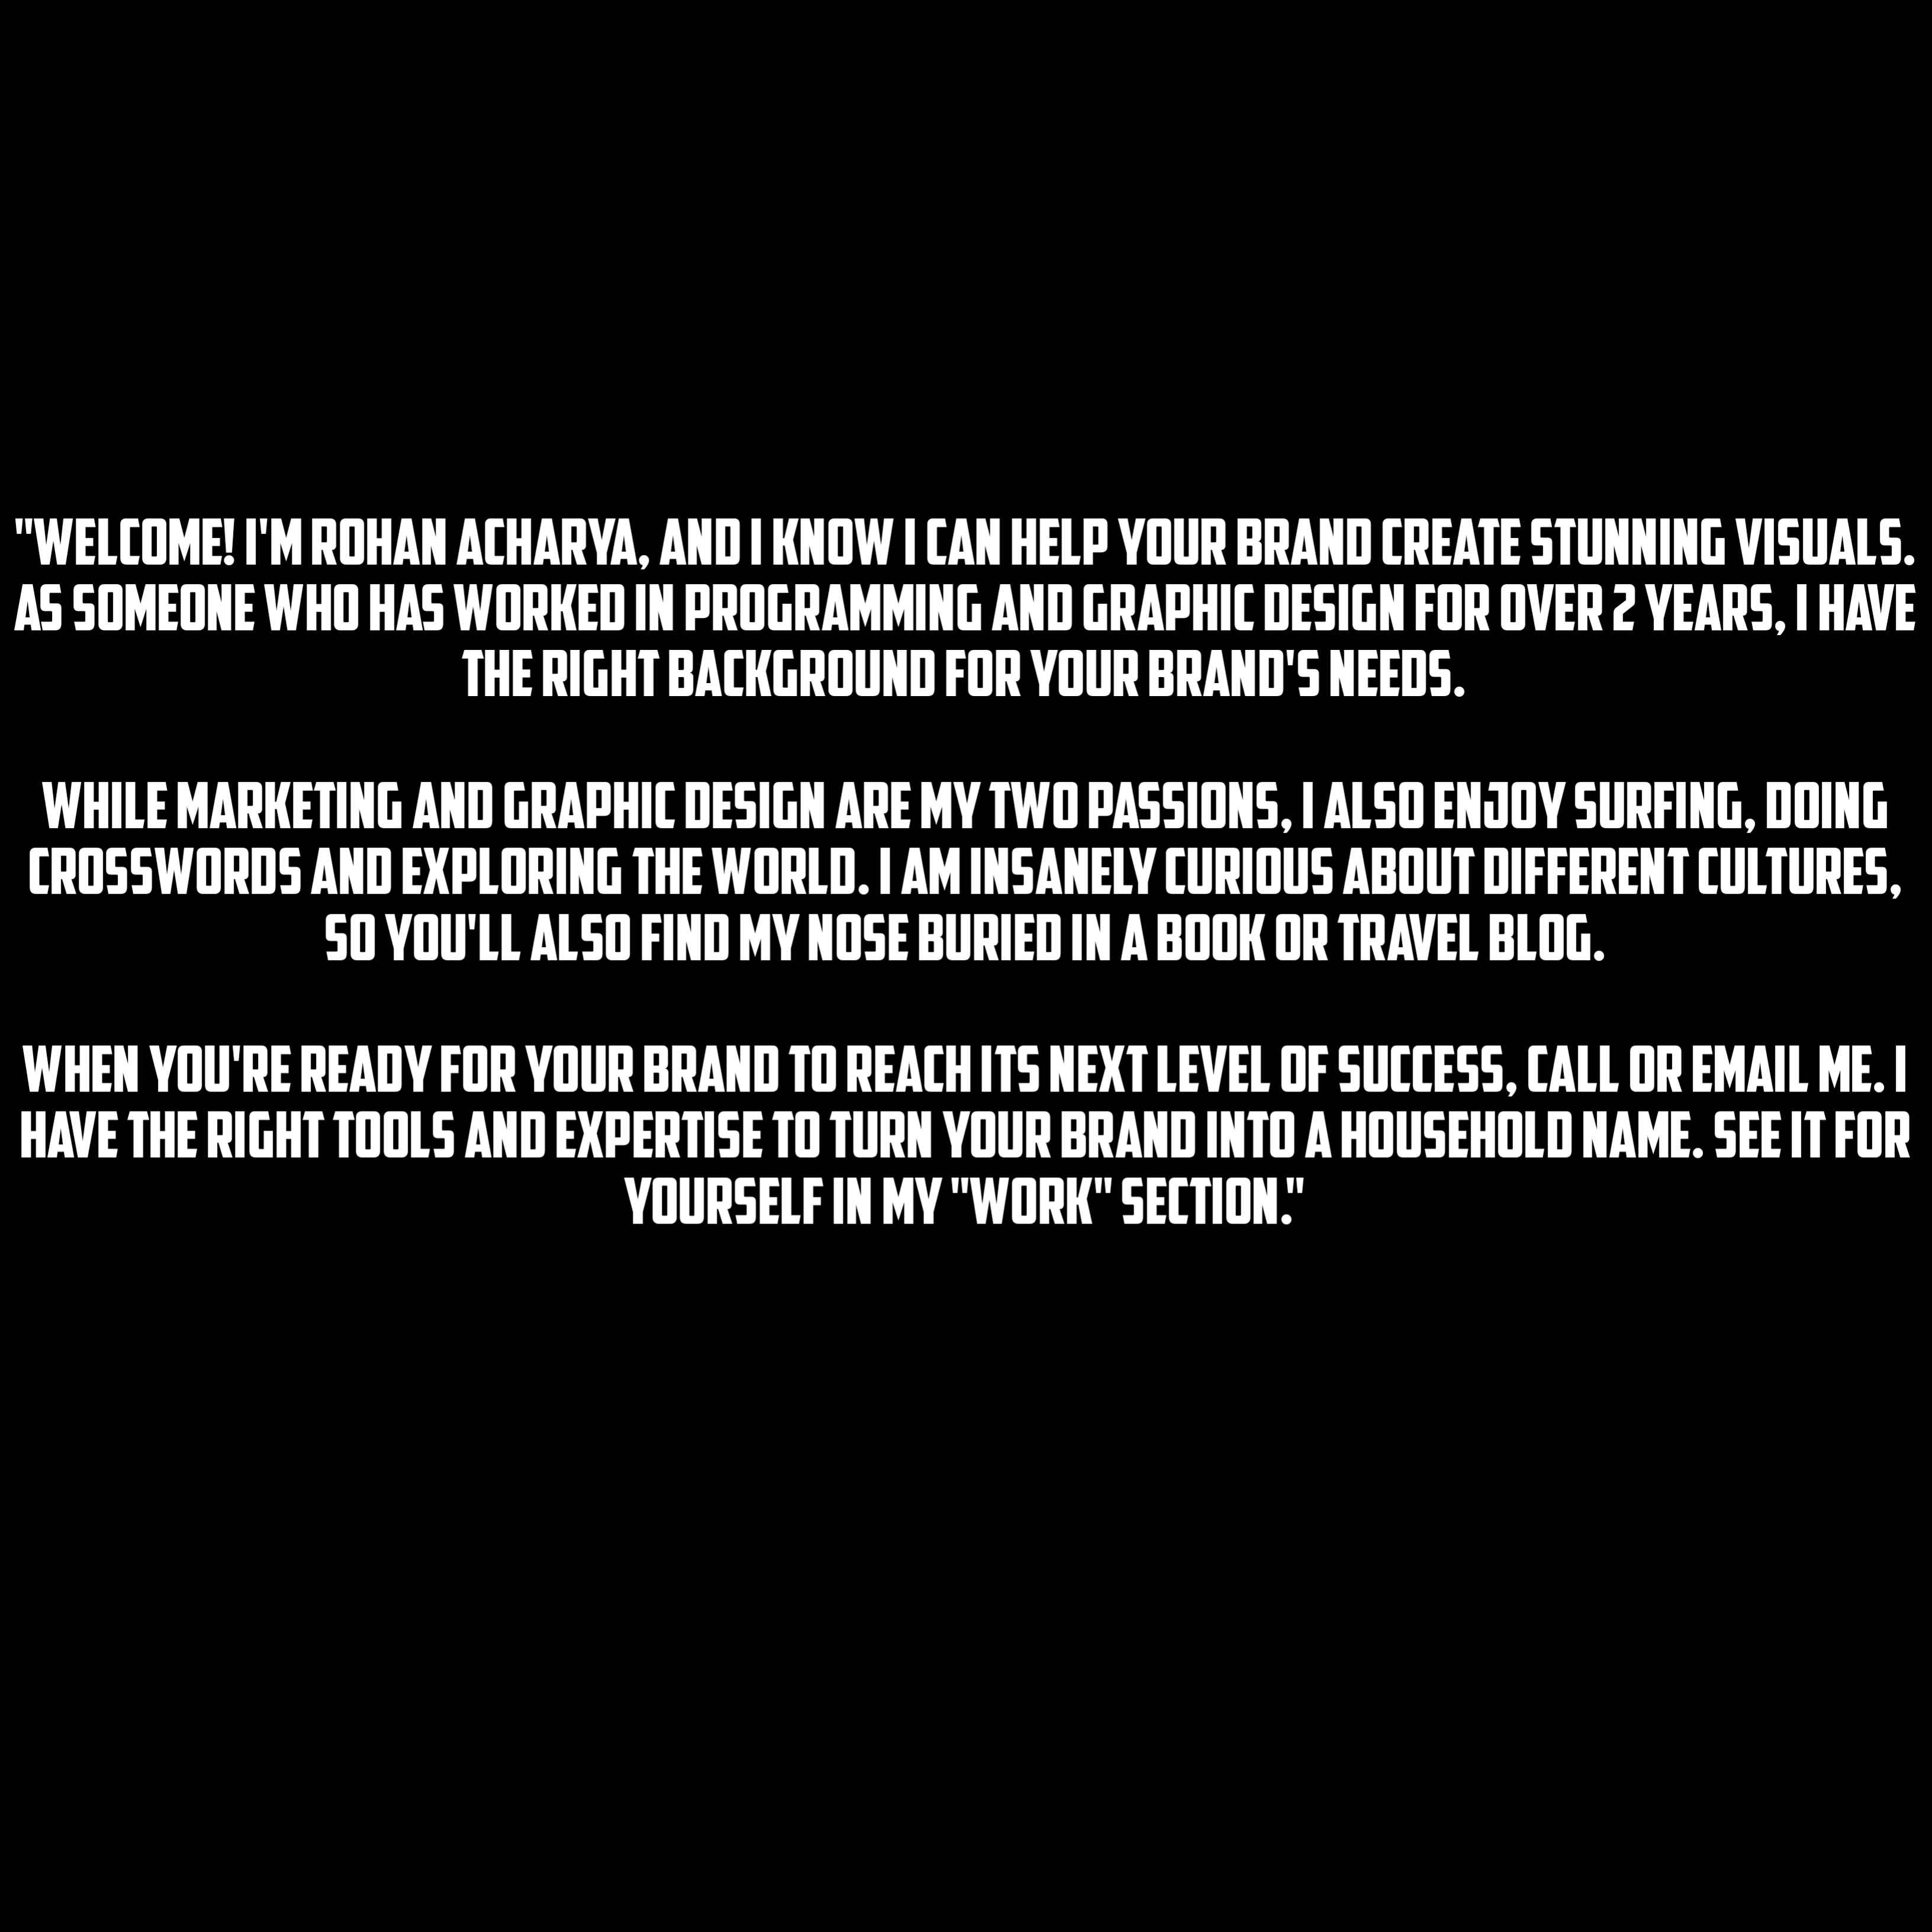 "WELCOME! I'M ROHAN ACHARYA, AND I KNOW I CAN HELP YOUR BRAND CREATE STUNNING VISUALS.
AS SOMEONE WHO HAS WORKED IN PROGRAMMING AND GRAPHIC DESIGN FOR OVER 2 YEARS, I HAVE
THE RIGHT BACKGROUND FOR YOUR BRAND'S NEEDS.
WHILE MARKETING AND GRAPHIC DESIGN ARE MY TWO PASSIONS, I ALSO ENJOY SURFING, DOING
CROSSWORDS AND EXPLORING THE WORLD. I AM INSANELY CURIOUS ABOUT DIFFERENT CULTURES,
SO YOU'LL ALSO FIND MY NOSE BURIED IN A BOOK OR TRAVEL BLOG.
WHEN YOU'RE READY FOR YOUR BRAND TO REACH ITS NEXT LEVEL OF SUCCESS, CALL OR EMAIL ME. I
HAVE THE RIGHT TOOLS AND EXPERTISE TO TURN YOUR BRAND INTO A HOUSEHOLD NAME. SEE IT FOR
YOURSELF IN MY "WORK" SECTION."